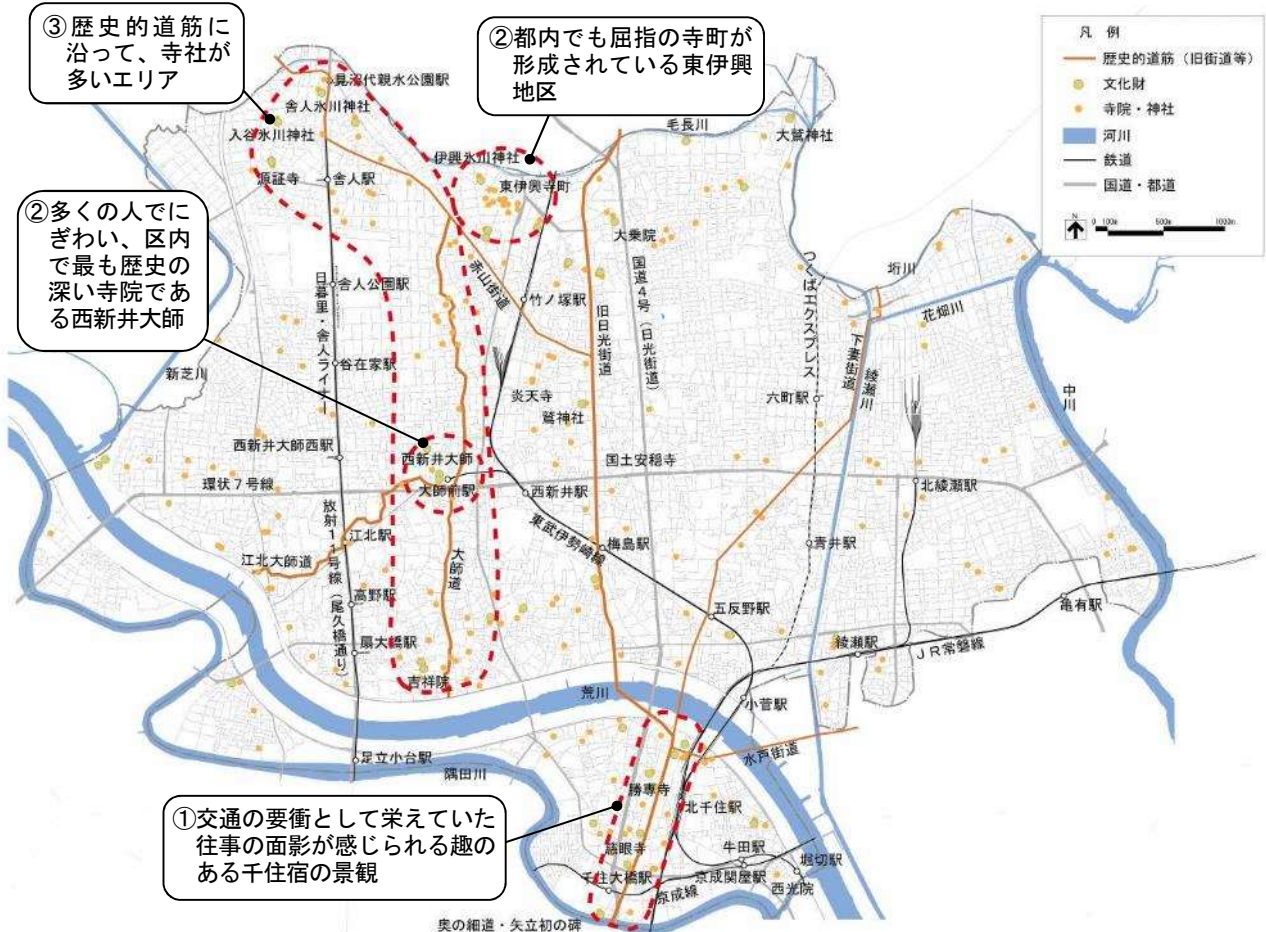 ③歴史的道筋に
沿って、寺社が
多いエリア
②都内でも屈指の寺町が
形成されている東伊興
地区
凡 例
歴史的道筋（旧街道等）
文化財
寺院・神社
河川
鉄道
国道・都道
N
0 100m 500m 1000m
見沼代親水公園駅
舎人氷川神社
入谷氷川神社
源証寺
舎人駅
毛長川
大鷲神社
伊興氷川神社
東伊興寺町
大乗院
②多くの人でに
ぎわい、区内
で最も歴史の
深い寺院であ
る西新井大師
舎人公園駅
日暮里・舎人ライナー
谷在家駅
新芝川
赤山街道
竹ノ塚駅
旧日光街道
国道4号（日光街道）
つくばエクスプレス
垳川
花畑川
下妻街道
綾瀬川
中川
六町駅
炎天寺
鷲神社
西新井大師西駅
西新井大師
大師前駅
環状7号線
西新井駅
国土安穏寺
北綾瀬駅
放射11号線（尾久橋通り）
江北駅
江北大師道
高野駅
扇大橋駅
大師道
吉祥院
東武伊勢崎線
梅島駅
青井駅
五反野駅
綾瀬駅
JR常磐線
亀有駅
荒川
小菅駅
水戸街道
足立小台駅
隅田川
勝専寺
北千住駅
慈眼寺
牛田駅
堀切駅
千住大橋駅
京成線
京成関屋駅
西光院
①交通の要衝として栄えていた
往事の面影が感じられる趣の
ある千住宿の景観
奥の細道・矢立初の碑